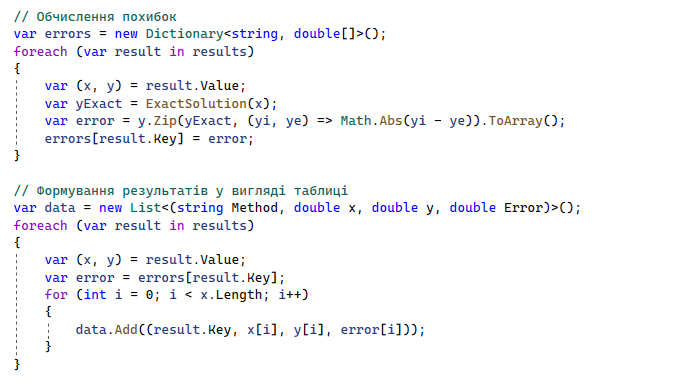 // Обчислення похибок
var errors = new Dictionary<string, double[]>();
foreach (var result in results)
{
    var (x, y) = result.Value;
    var yExact = ExactSolution(x);
    var error = y.Zip(yExact, (yi, ye) => Math.Abs(yi - ye)).ToArray();
    errors[result.Key] = error;
}

// Формування результатів у вигляді таблиці
var data = new List<(string Method, double x, double y, double Error)>();
foreach (var result in results)
{
    var (x, y) = result.Value;
    var error = errors[result.Key];
    for (int i = 0; i < x.Length; i++)
    {
        data.Add((result.Key, x[i], y[i], error[i]));
    }
}